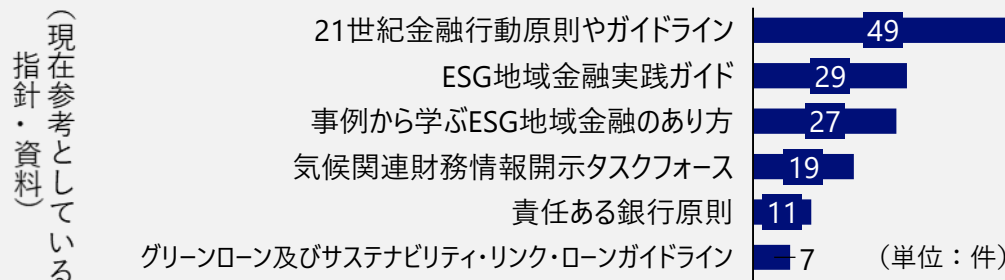 （現在参考としている
指針・資料）
21世紀金融行動原則やガイドライン 49
ESG地域金融実践ガイド 29
事例から学ぶESG地域金融のあり方 27
気候関連財務情報開示タスクフォース 19
責任ある銀行原則 11
グリーンローン及びサステナビリティ・リンク・ローンガイドライン 7
（単位：件）